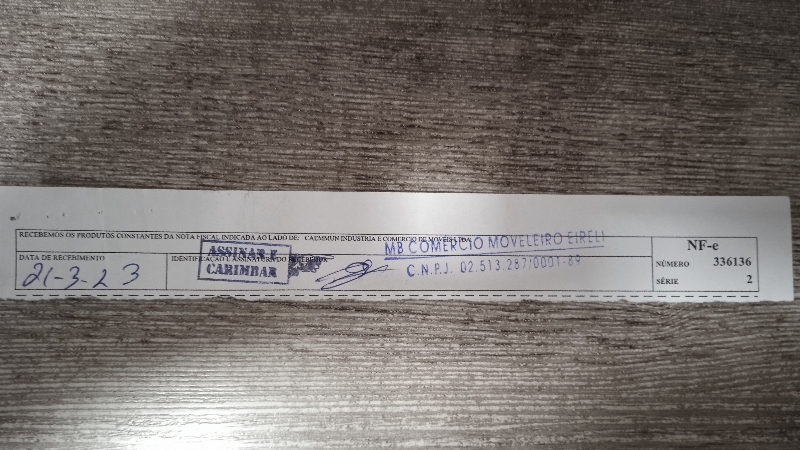 RECEBEMOS OS PRODUTOS CONSTANTES DA NOTA FISCAL INDICADA AO LADO DE: CAEMMUN INDUSTRIA E COMERCIO DE MOVEIS LTDA
MB COMERCIO MOVELEIRO EIRELI
NF-e
DATA DE RECEBIMENTO
IDENTIFICAÇÃO E ASSINATURA DO RECEBEDOR
ASSINAR E
CARIMBAR
C.N.P.J. 02.513.287/0001-89
NÚMERO 336136
21-3-23
SÉRIE 2